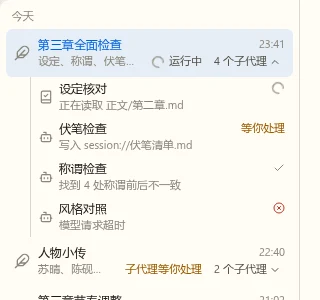 今天
第三章全面检查 23:41
设定、称谓、伏笔… 运行中 4 个子代理
设定核对
正在读取 正文/第二章.md
伏笔检查 等你处理
写入 session://伏笔清单.md
称谓检查
找到 4 处称谓前后不一致
风格对照
模型请求超时
人物小传 22:40
苏晴、陈砚… 子代理等你处理 2 个子代理